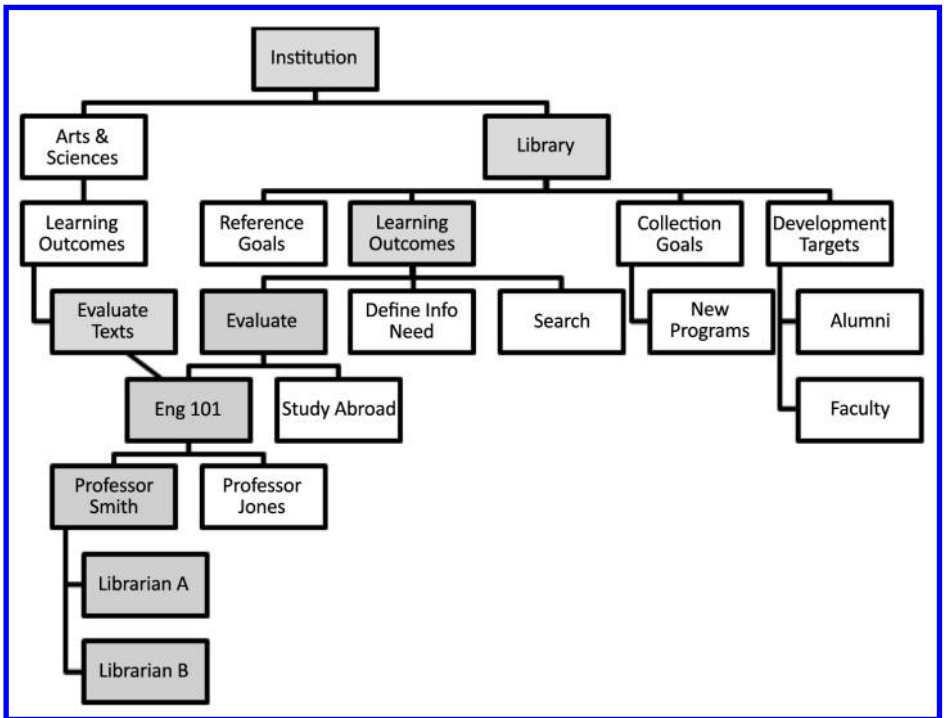 Institution
Arts &
Sciences
Library
Learning
Outcomes
Reference
Goals
Learning
Outcomes
Collection
Goals
Development
Targets
Evaluate
Texts
Evaluate
Define Info
Need
Search
New
Programs
Alumni
Eng 101
Study Abroad
Faculty
Professor
Smith
Professor
Jones
Librarian A
Librarian B